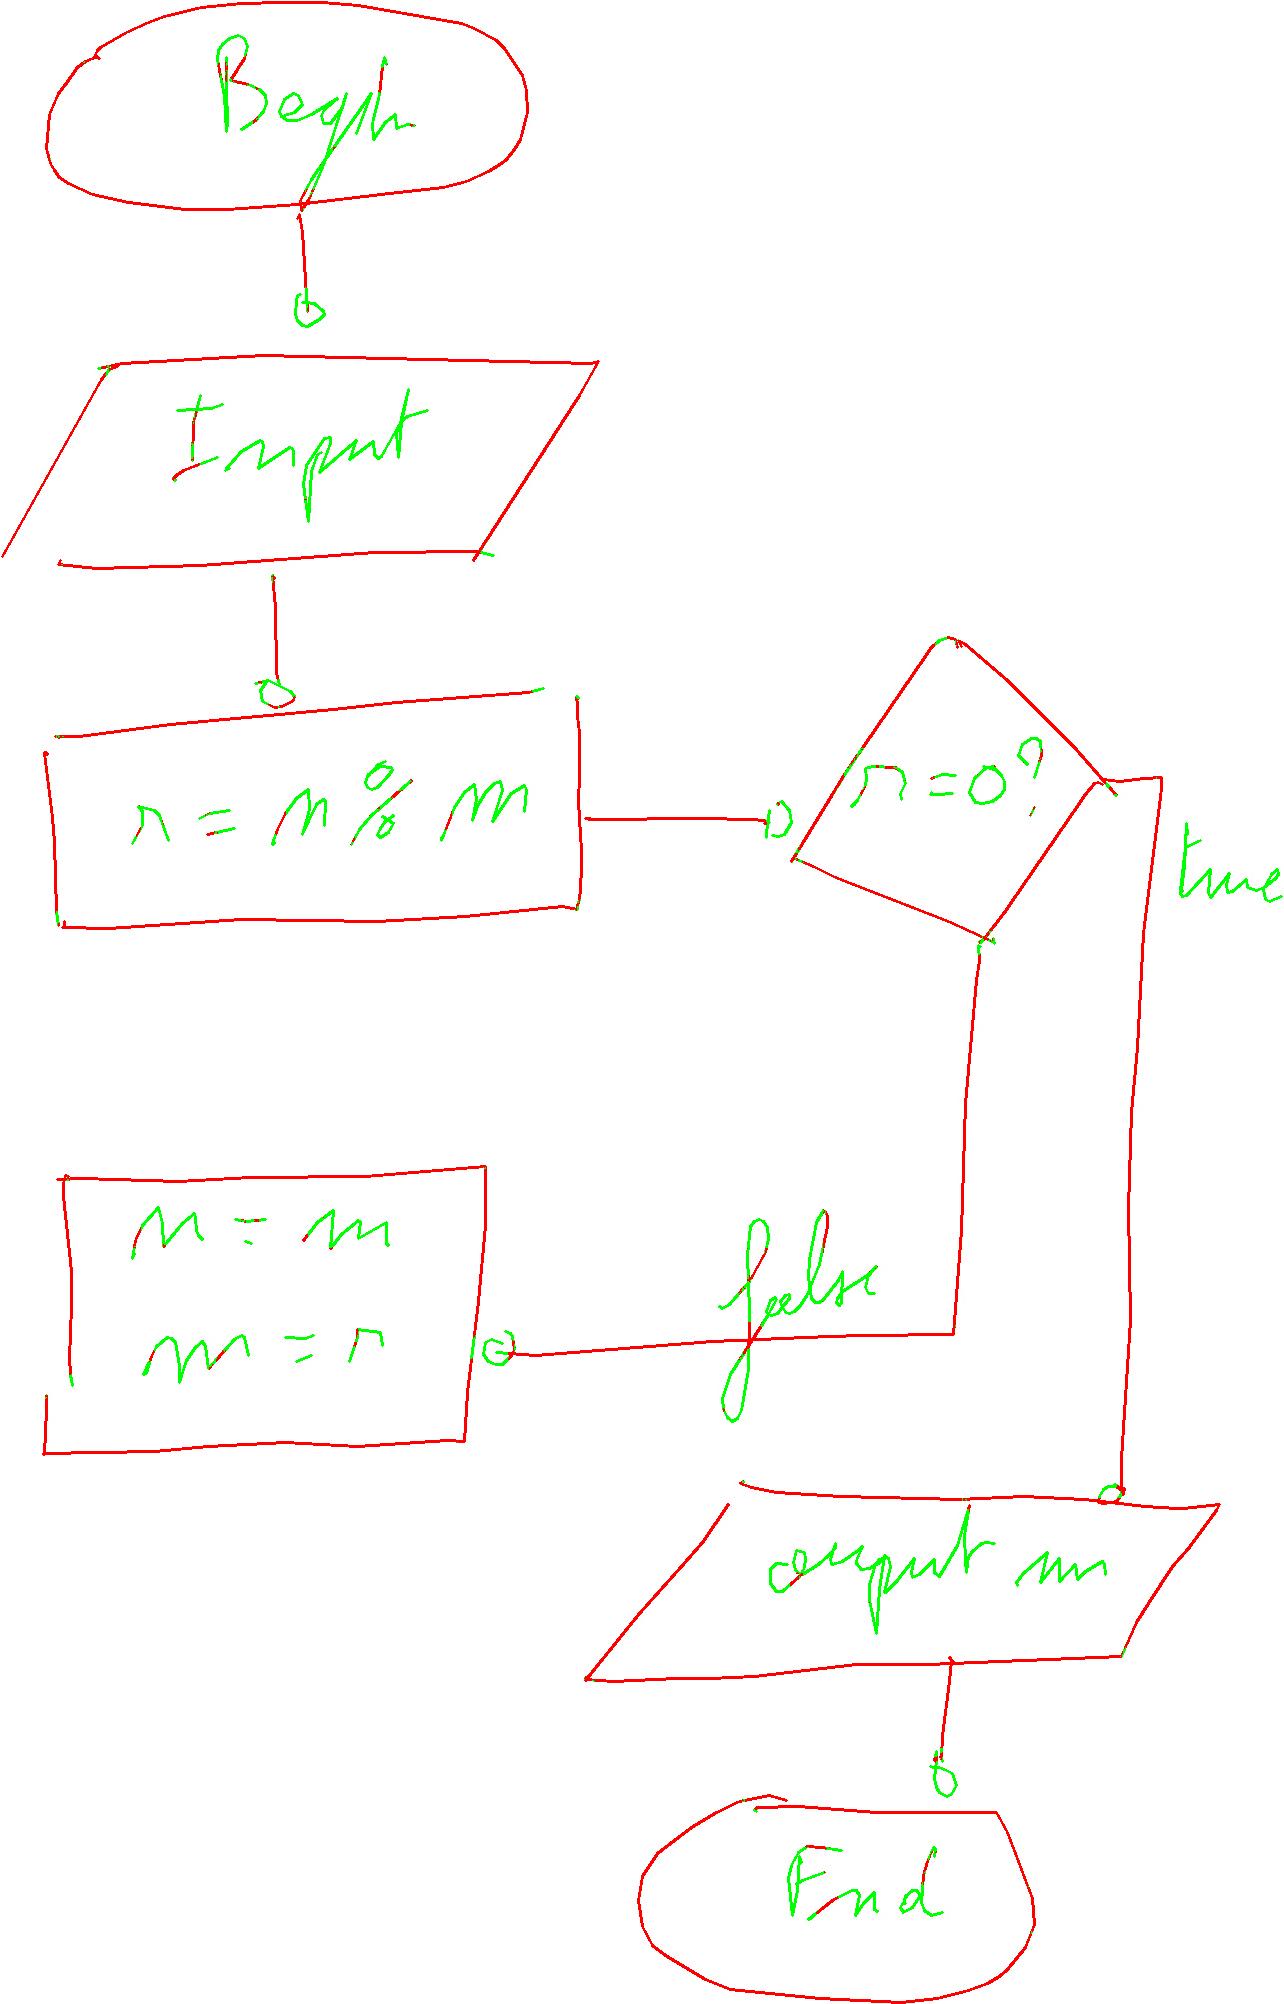 Begin
Input
r = n % m
r = 0 ?
true
n = m
m = r
false
output m
End